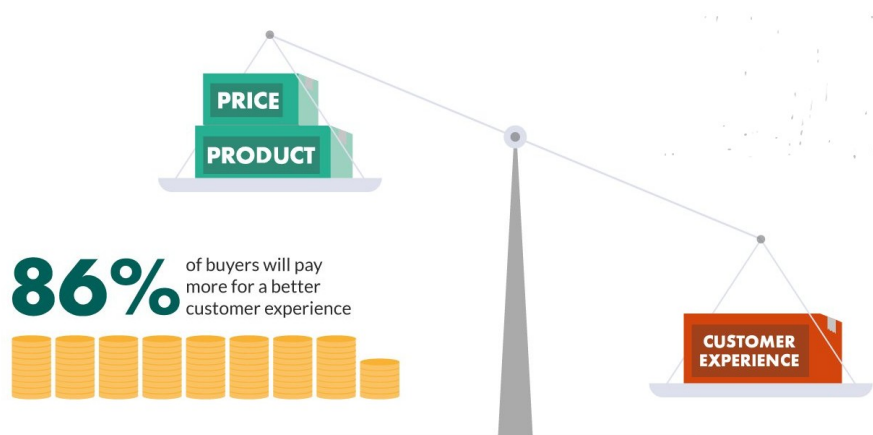 PRICE
PRODUCT
86%
of buyers will pay
more for a better
customer experience
CUSTOMER
EXPERIENCE